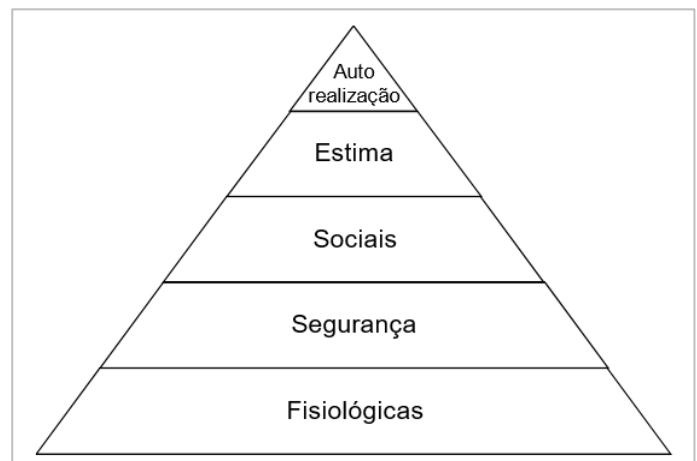 Auto
realização
Estima
Sociais
Segurança
Fisiológicas